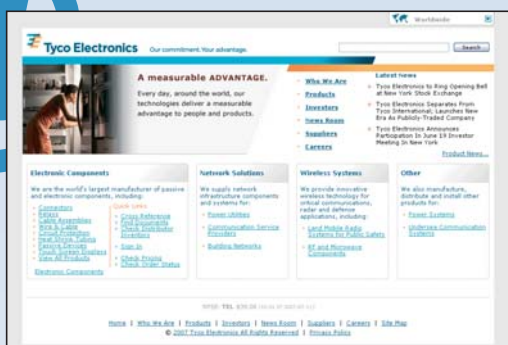 Worldwide
Tyco Electronics
Our commitment. Your advantage.
Search
A measurable ADVANTAGE.
Every day, around the world, our
technologies deliver a measurable
advantage to people and products.
Who We Are
Products
Investors
News Room
Suppliers
Careers
Latest News
Tyco Electronics to Ring Opening Bell
at New York Stock Exchange
Tyco Electronics Separates From
Tyco International, Launches New
Era As Publicly-Traded Company
Tyco Electronics Announces
Participation In June 19 Investor
Meeting In New York
Product News...
Electronic Components
We are the world's largest manufacturer of passive
and electronic components, including:
Connectors
Relays
Cable Assemblies
Wire & Cable
Circuit Protection
Heat Shrink Tubing
Passive Devices
Touch Screen Displays
View All Products
Electronic Components
Quick Links
Cross Reference
Find Documents
Check Distributor
Inventory
Sign In
Check Pricing
Check Order Status
Network Solutions
We supply network
infrastructure components
and systems for:
Power Utilities
Communication Service
Providers
Building Networks
Wireless Systems
We provide innovative
wireless technology for
critical communications,
radar and defense
applications, including:
Land Mobile Radio
Systems for Public Safety
RF and Microwave
Components
Other
We also manufacture,
distribute and install other
products for:
Power Systems
Undersea Communication
Systems
NYSE: TEL
Home | Who We Are | Products | Investors | News Room | Suppliers | Careers | Site Map
© 2007 Tyco Electronics All Rights Reserved | Privacy Policy